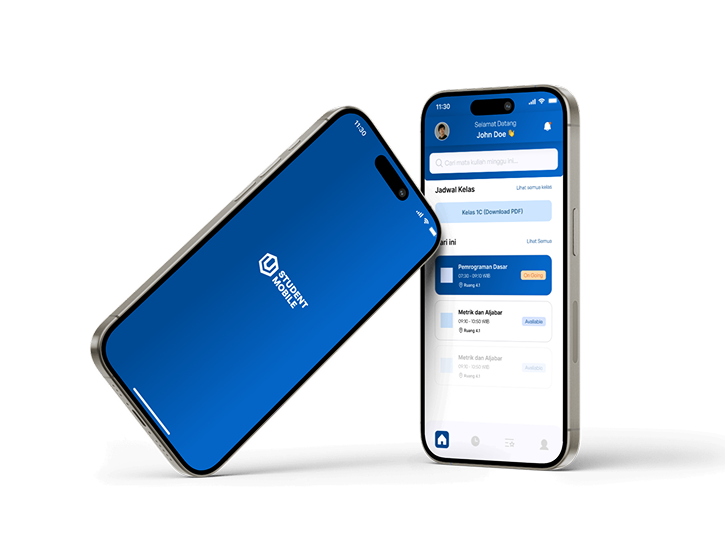 11:30
STUDENT
MOBILE
11:30
Selamat Datang
John Doe 👋
Cari mata kuliah minggu ini...
Jadwal Kelas
Lihat semua kelas
Kelas 1C (Download PDF)
ari ini
Lihat Semua
Pemrograman Dasar
07:30 - 09:10 WIB
On Going
Ruang 4.1
Metrik dan Aljabar
09:10 - 10:50 WIB
Available
Ruang 4.1
Metrik dan Aljabar
09:10 - 10:50 WIB
Available
Ruang 4.1